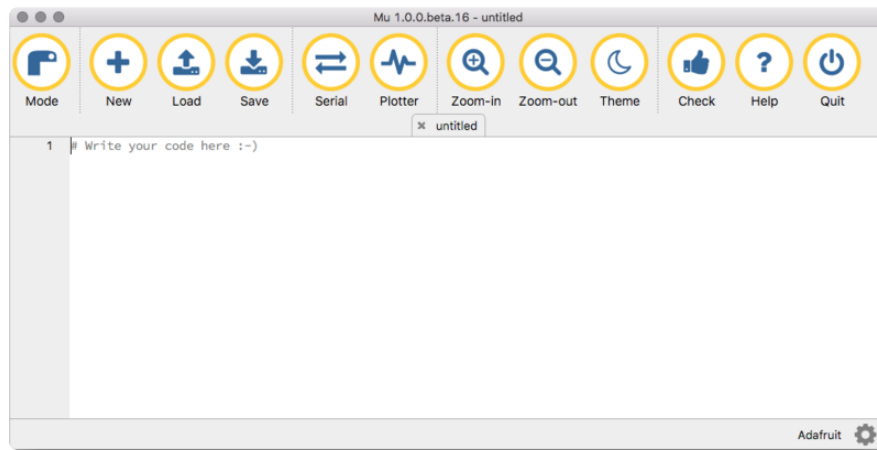 Mu 1.0.0.beta.16 - untitled
Mode New Load Save Serial Plotter Zoom-in Zoom-out Theme Check Help Quit
untitled
1 # Write your code here :-)
Adafruit